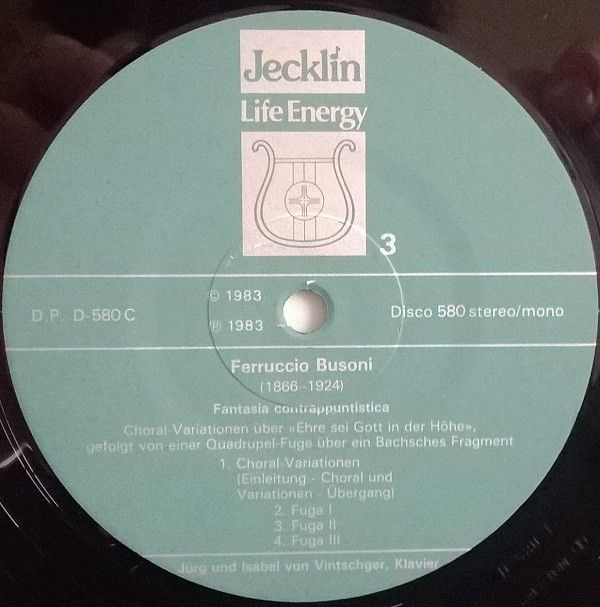 Jecklin
Life Energy
3
D.P. D-580 C
© 1983
℗ 1983
Disco 580 stereo/mono
Ferruccio Busoni
(1866-1924)
Fantasia contrappuntistica
Choral-Variationen über «Ehre sei Gott in der Höhe»,
gefolgt von einer Quadrupel-Fuge über ein Bachsches Fragment
1. Choral-Variationen
(Einleitung - Choral und
Variationen - Übergang)
2. Fuga I
3. Fuga II
4. Fuga III
Jürg und Isabel von Vintschger, Klavier